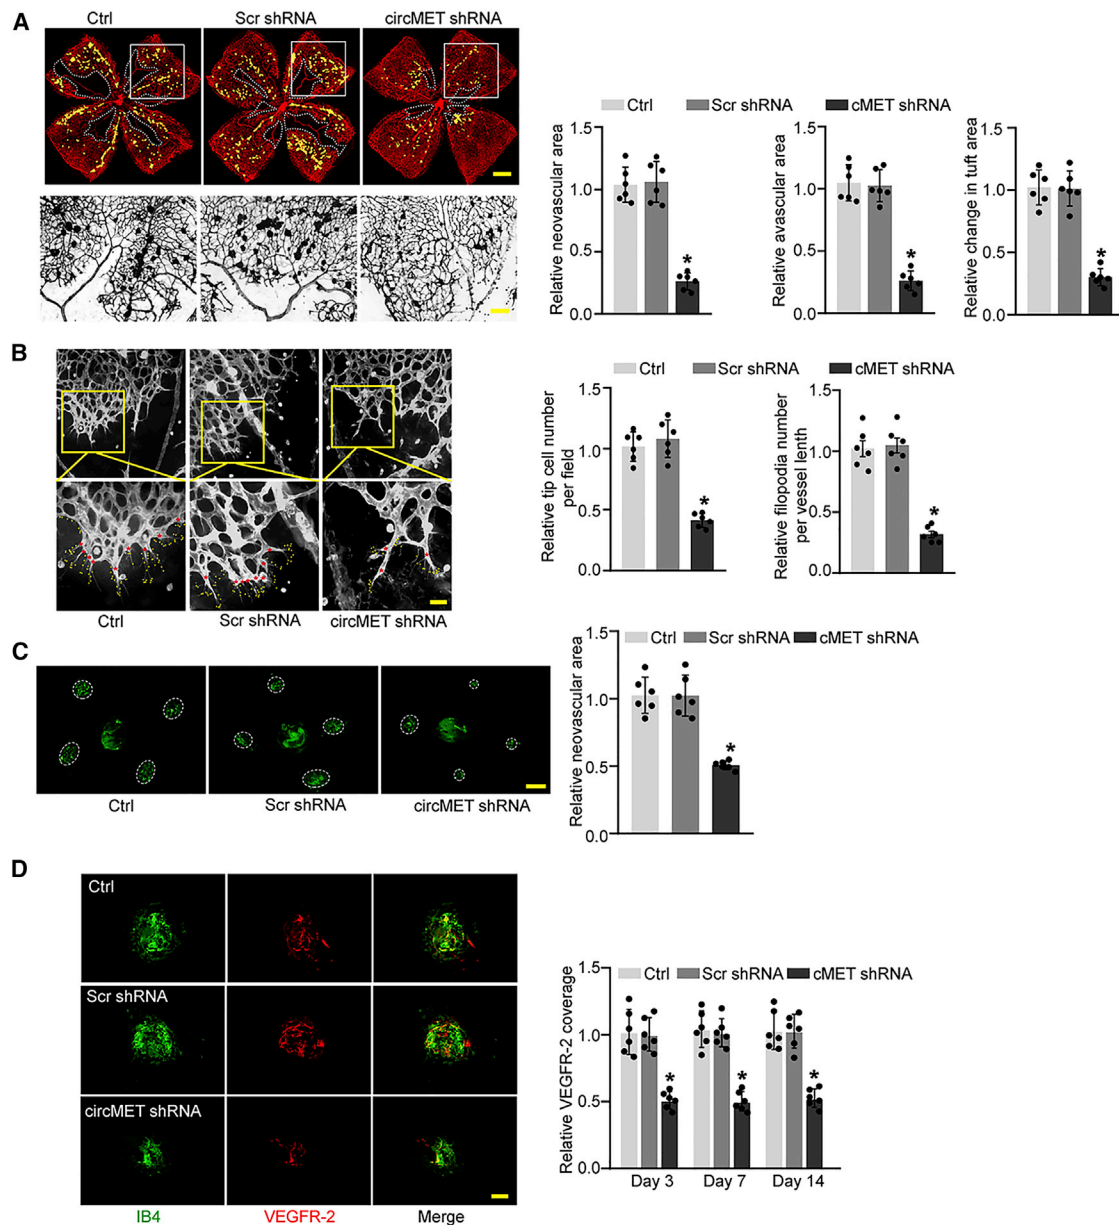 A
Ctrl Scr shRNA circMET shRNA
Ctrl Scr shRNA cMET shRNA
Relative neovascular area
1.5
1.0
0.5
0.0
*
Relative avascular area
1.5
1.0
0.5
0.0
*
Relative change in tuft area
1.5
1.0
0.5
0.0
*
B
Ctrl Scr shRNA circMET shRNA
Ctrl Scr shRNA cMET shRNA
Relative tip cell number
per field
1.5
1.0
0.5
0.0
*
Relative filopodia number
per vessel lenth
1.5
1.0
0.5
0.0
*
C
Ctrl Scr shRNA circMET shRNA
Ctrl Scr shRNA cMET shRNA
Relative neovascular area
1.5
1.0
0.5
0.0
*
D
Ctrl
Scr shRNA
circMET shRNA
IB4 VEGFR-2 Merge
Ctrl Scr shRNA cMET shRNA
Relative VEGFR-2 coverage
1.5
1.0
0.5
0.0
* * *
Day 3 Day 7 Day 14